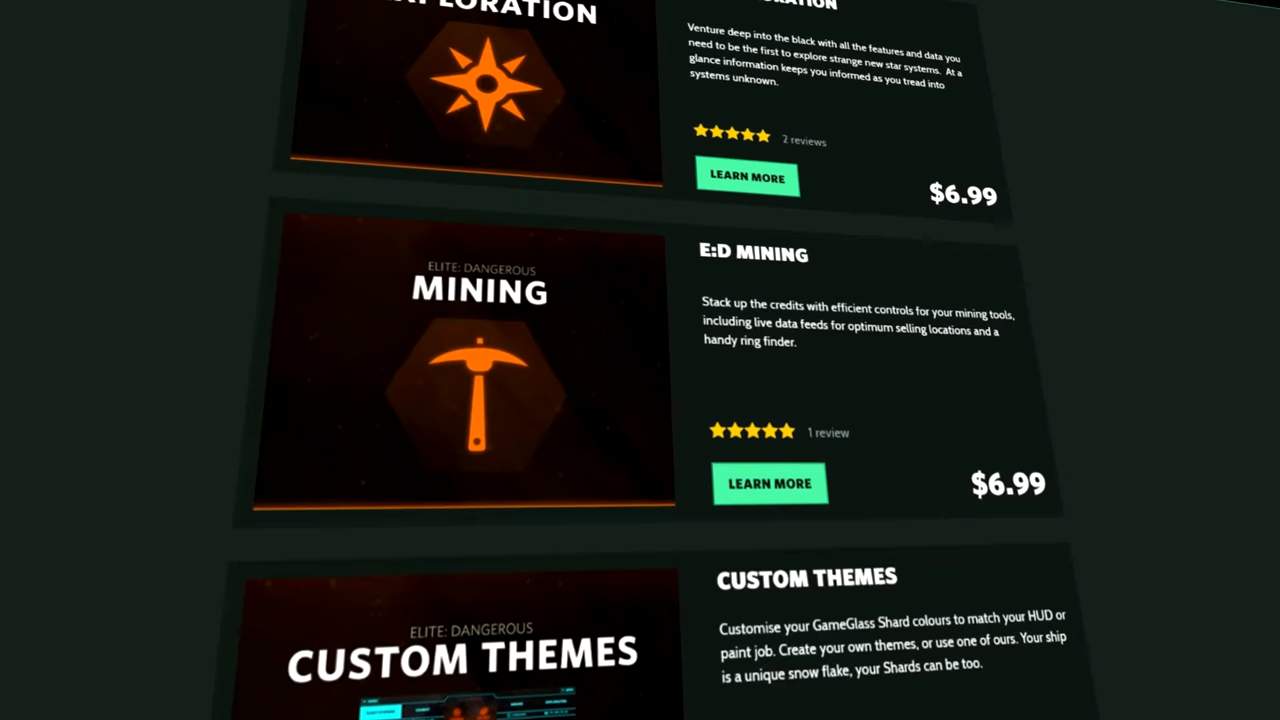 EXPLORATION
Venture deep into the black with all the features and data you
need to be the first to explore strange new star systems. At a
glance information keeps you informed as you tread into
systems unknown.
2 reviews
LEARN MORE
$6.99
ELITE: DANGEROUS
MINING
E:D MINING
Stack up the credits with efficient controls for your mining tools,
including live data feeds for optimum selling locations and a
handy ring finder.
1 review
LEARN MORE
$6.99
ELITE: DANGEROUS
CUSTOM THEMES
CUSTOM THEMES
Customise your GameGlass Shard colours to match your HUD or
paint job. Create your own themes, or use one of ours. Your ship
is a unique snow flake, your Shards can be too.